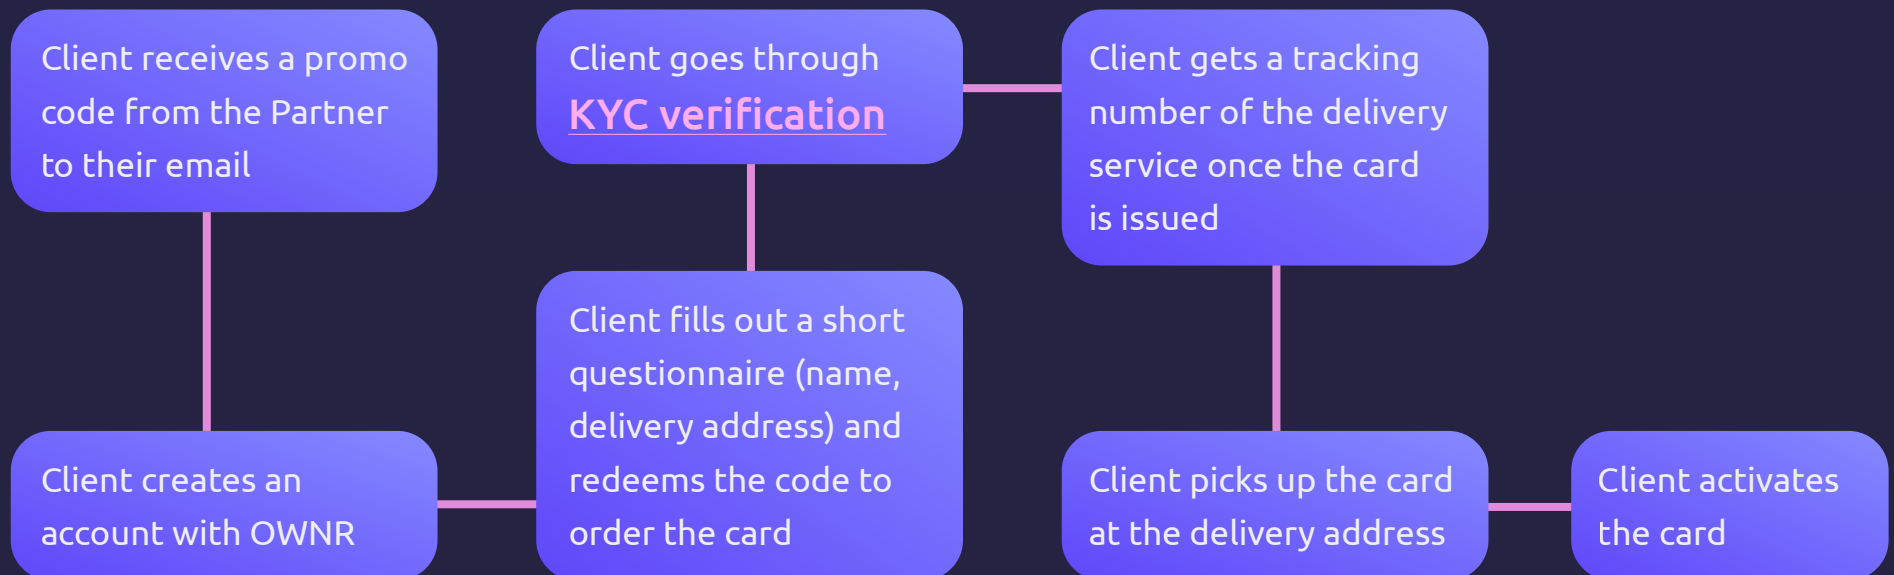 Client receives a promo
code from the Partner
to their email
Client creates an
account with OWNR
Client fills out a short
questionnaire (name,
delivery address) and
redeems the code to
order the card
Client goes through
KYC verification
Client gets a tracking
number of the delivery
service once the card
is issued
Client picks up the card
at the delivery address
Client activates
the card